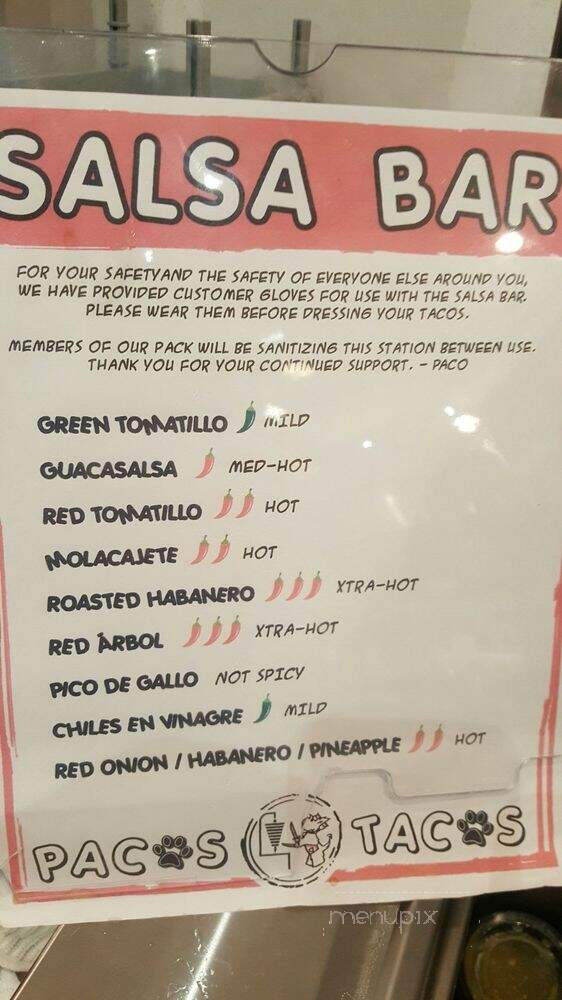 SALSA BAR
FOR YOUR SAFETYAND THE SAFETY OF EVERYONE ELSE AROUND YOU,
WE HAVE PROVIDED CUSTOMER GLOVES FOR USE WITH THE SALSA BAR.
PLEASE WEAR THEM BEFORE DRESSING YOUR TACOS.
MEMBERS OF OUR PACK WILL BE SANITIZING THIS STATION BETWEEN USE.
THANK YOU FOR YOUR CONTINUED SUPPORT. - PACO
GREEN TOMATILLO MILD
GUACASALSA MED-HOT
RED TOMATILLO HOT
MOLACAJETE HOT
ROASTED HABANERO XTRA-HOT
RED ÁRBOL XTRA-HOT
PICO DE GALLO NOT SPICY
CHILES EN VINAGRE MILD
RED ONION / HABANERO / PINEAPPLE HOT
PACOS TACOS
menupix